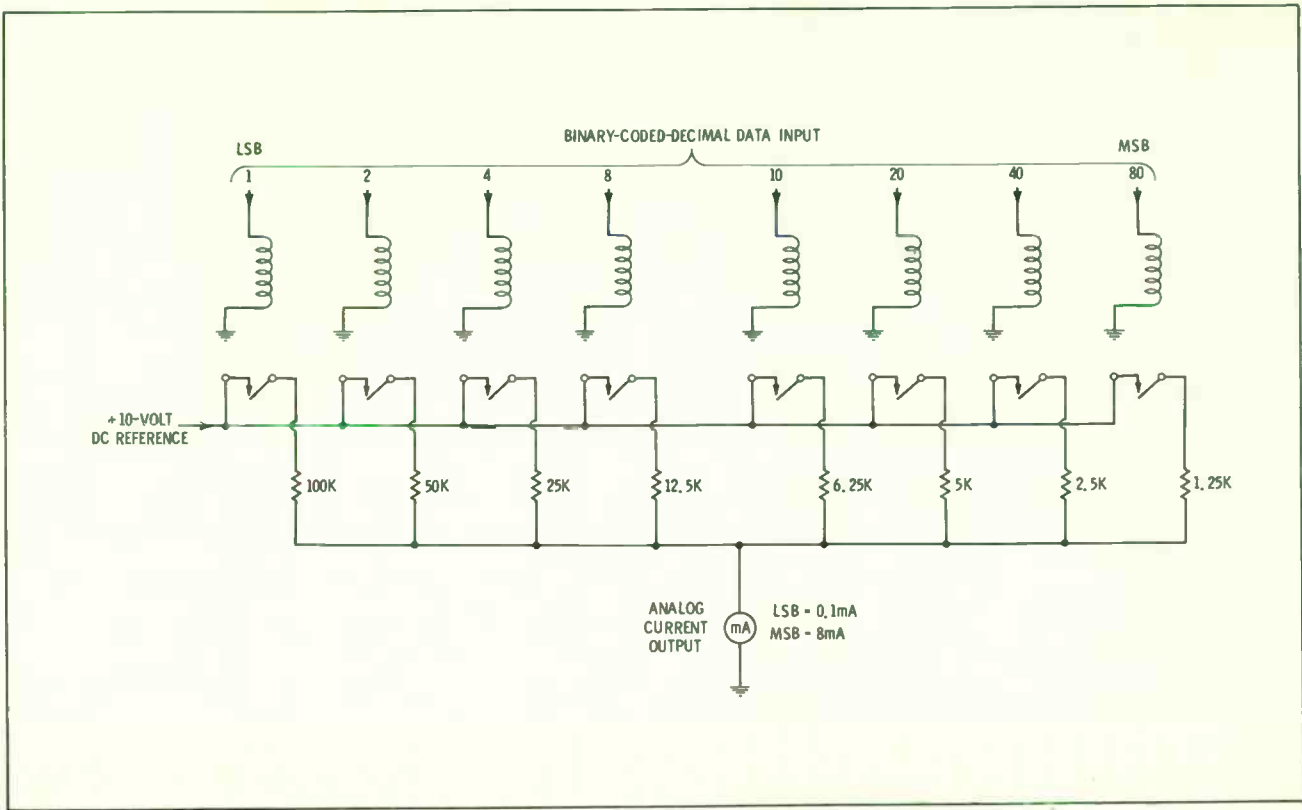 BINARY-CODED-DECIMAL DATA INPUT
LSB MSB
1 2 4 8 10 20 40 80
+10-VOLT
DC REFERENCE
100K 50K 25K 12.5K 6.25K 5K 2.5K 1.25K
ANALOG
CURRENT
OUTPUT
mA
LSB - 0.1mA
MSB - 8mA